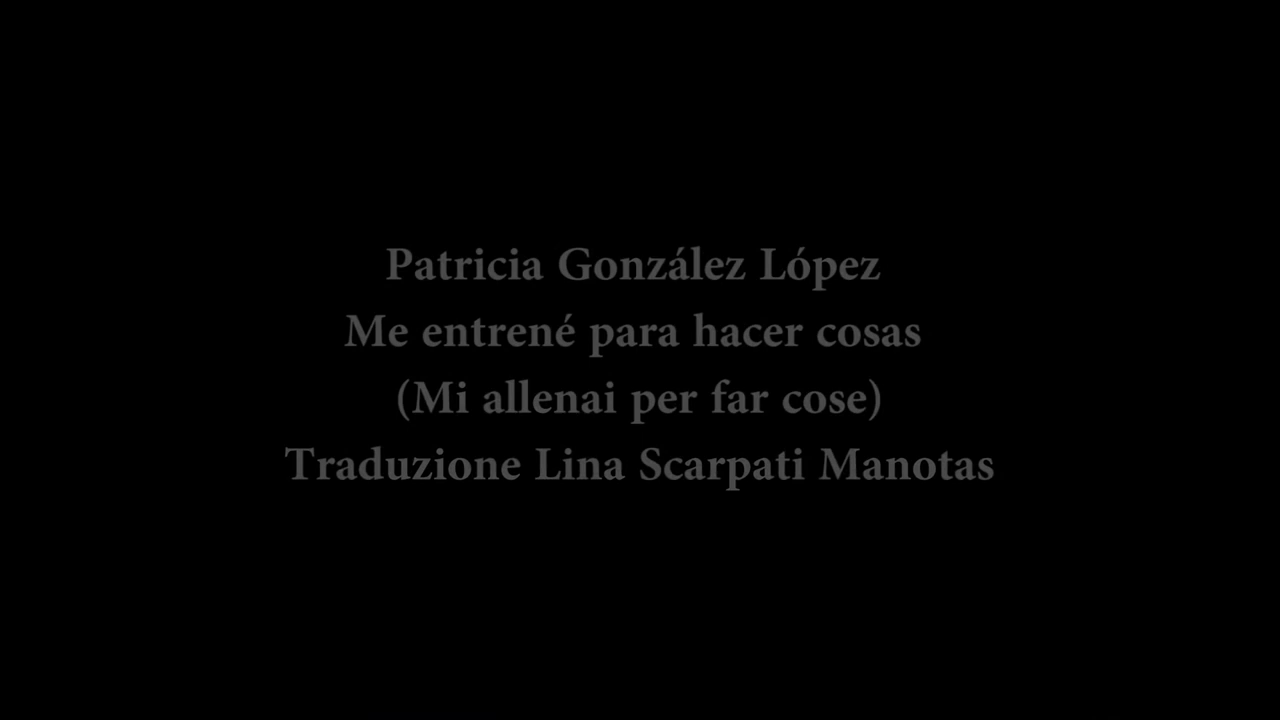 Patricia González López
Me entrené para hacer cosas
(Mi allenai per far cose)
Traduzione Lina Scarpati Manotas